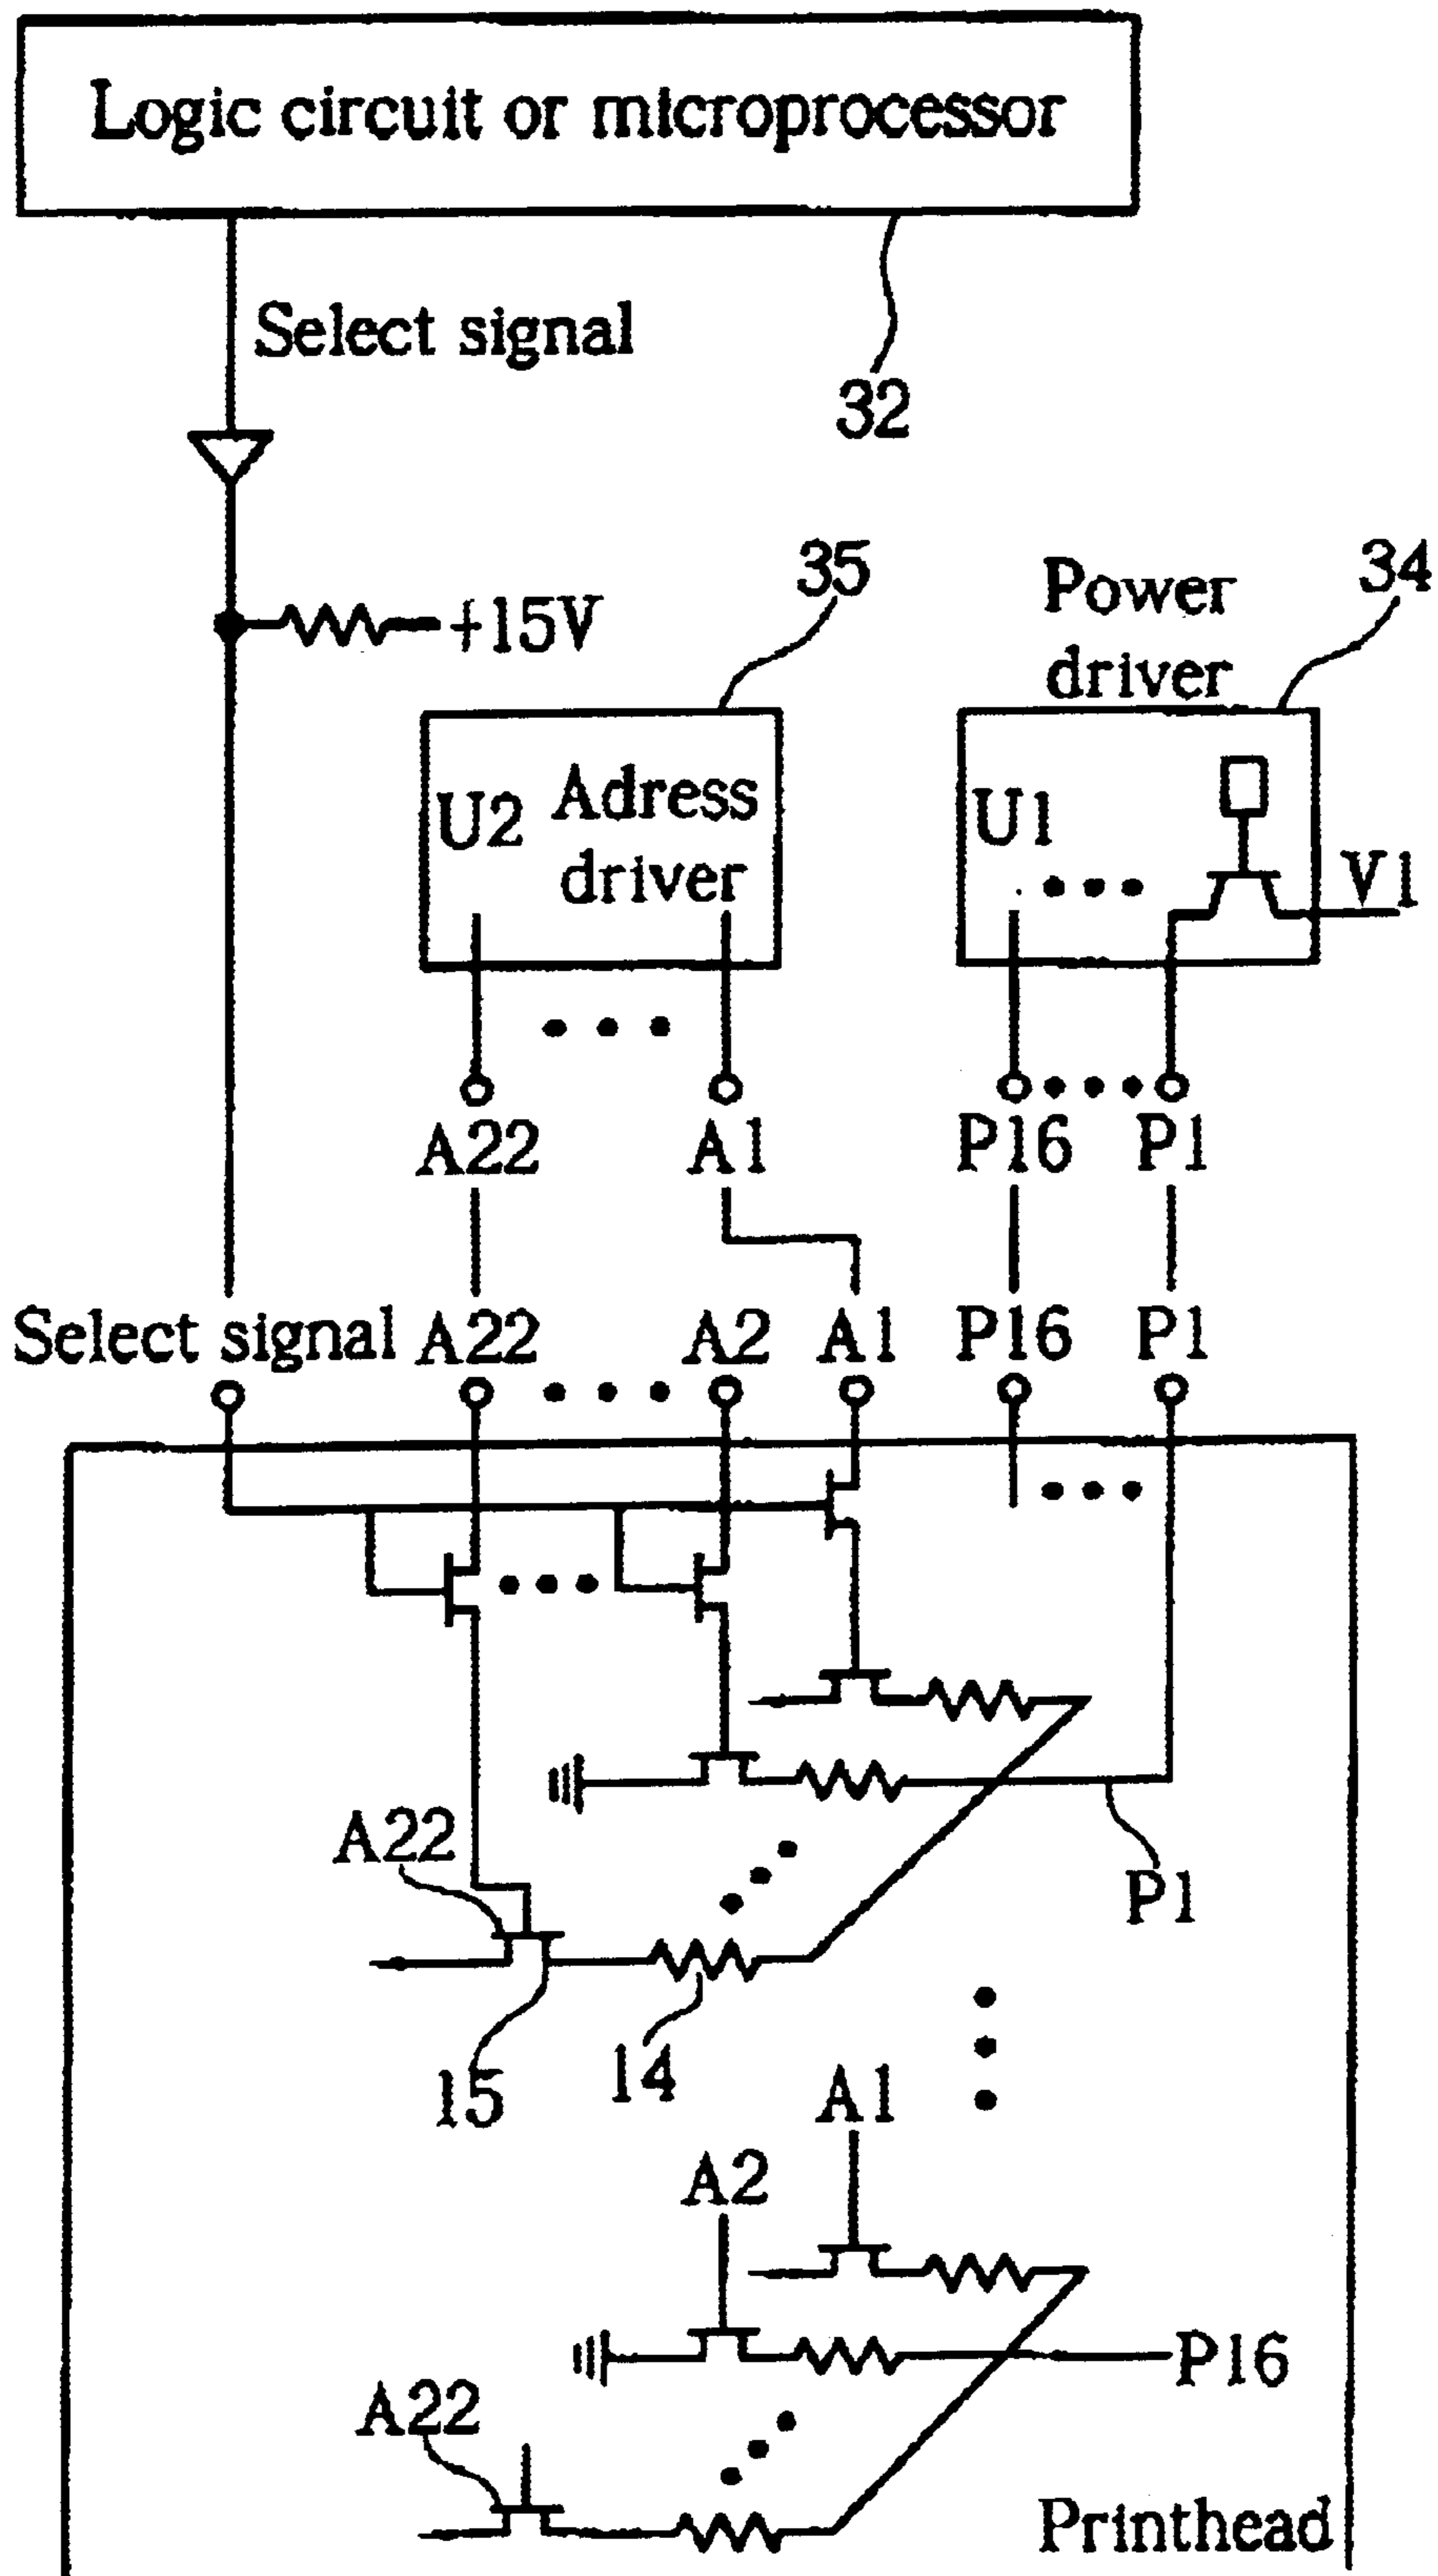 Logic circuit or microprocessor
Select signal
32
+15V
35
Power
driver
34
U2
Adress
driver
U1
V1
A22
A1
P16
P1
Select signal
A22
A2
A1
P16
P1
A22
P1
15
14
A1
A2
P16
A22
Printhead